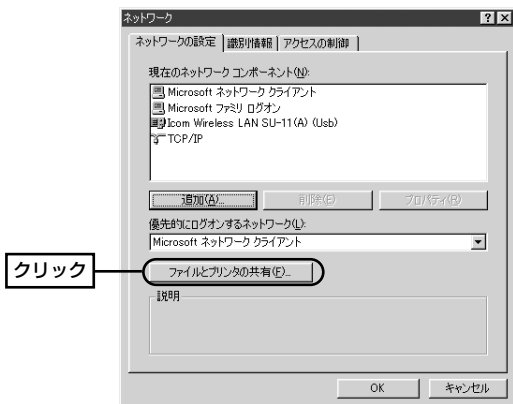 ネットワーク
ネットワークの設定 識別情報 アクセスの制御
現在のネットワーク コンポーネント(N):
Microsoft ネットワーク クライアント
Microsoft ファミリ ログオン
Icom Wireless LAN SU-11(A) (Usb)
TCP/IP
追加(A)... 削除(E) プロパティ(R)
優先的にログオンするネットワーク(L):
Microsoft ネットワーク クライアント
クリック
ファイルとプリンタの共有(F)...
説明
OK キャンセル